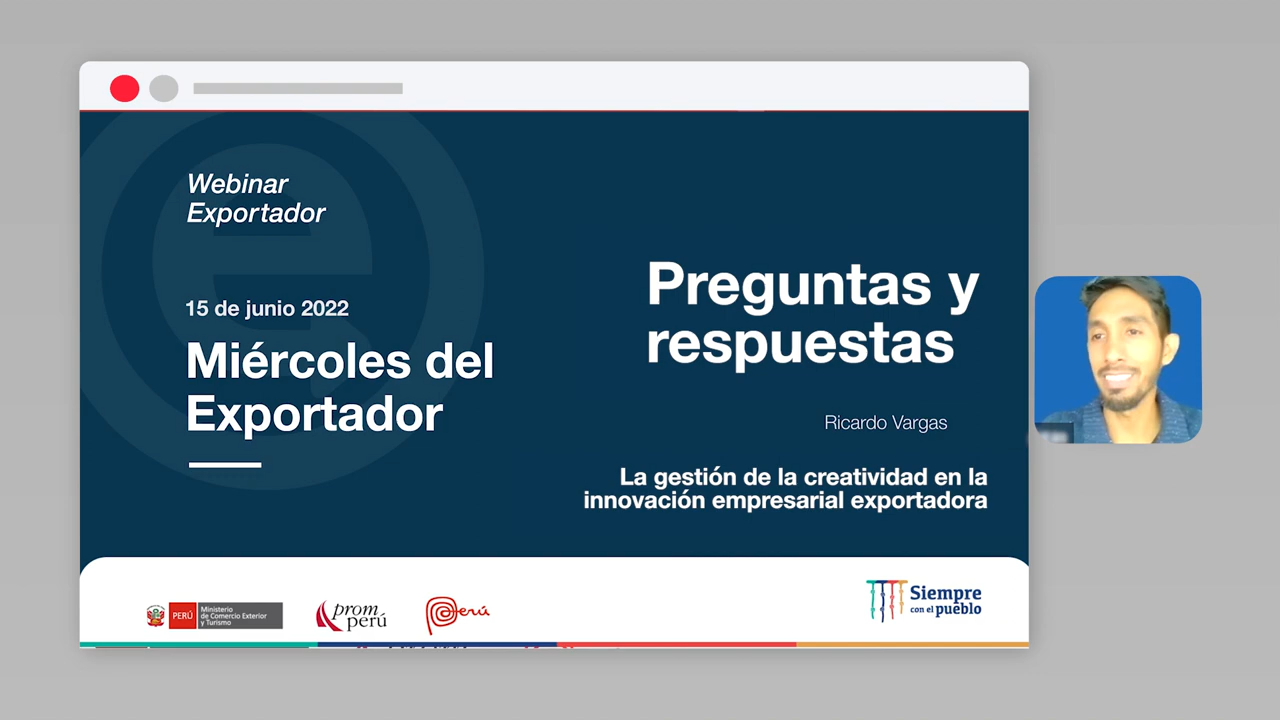 Webinar
Exportador
15 de junio 2022
Miércoles del
Exportador
Preguntas y
respuestas
Ricardo Vargas
La gestión de la creatividad en la
innovación empresarial exportadora
PERÚ
Ministerio
de Comercio Exterior
y Turismo
prom
perú
Perú
Siempre
con el pueblo